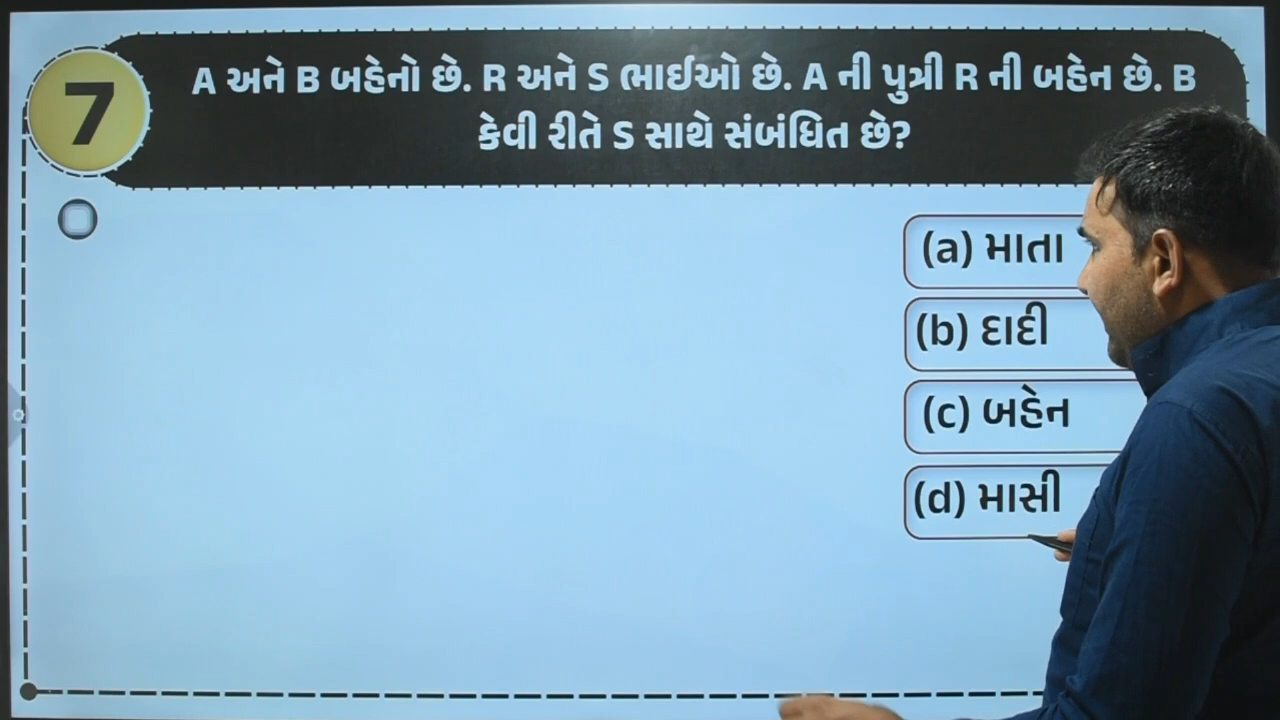 7
A અને B બહેનો છે. R અને S ભાઈઓ છે. A ની પુત્રી R ની બહેન છે. B
કેવી રીતે S સાથે સંબંધિત છે?
(a) માતા
(b) દાદી
(c) બહેન
(d) માસી